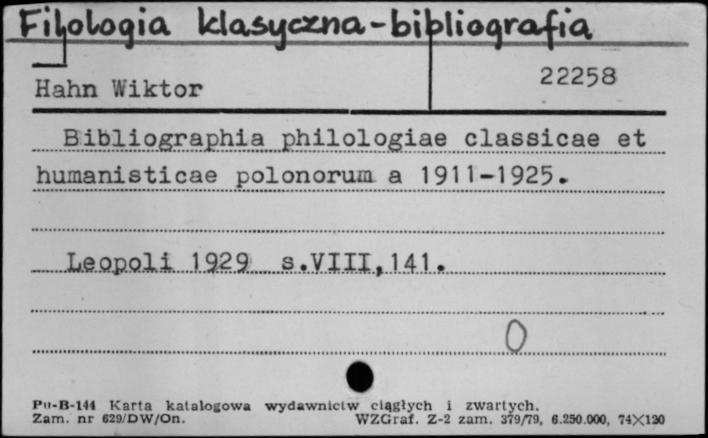 Filologia klasyczna-bibliografia
Hahn Wiktor 22258
Bibliographia philologiae classicae et
humanisticae polonorum a 1911-1925.
Leopoli 1929 s.VIII,141.
0
Pu-B-144 Karta katalogowa wydawnictw ciągłych i zwartych.
Zam. nr 629/DW/On. WZGraf. Z-2 zam. 379/79, 6.250.000, 74X120